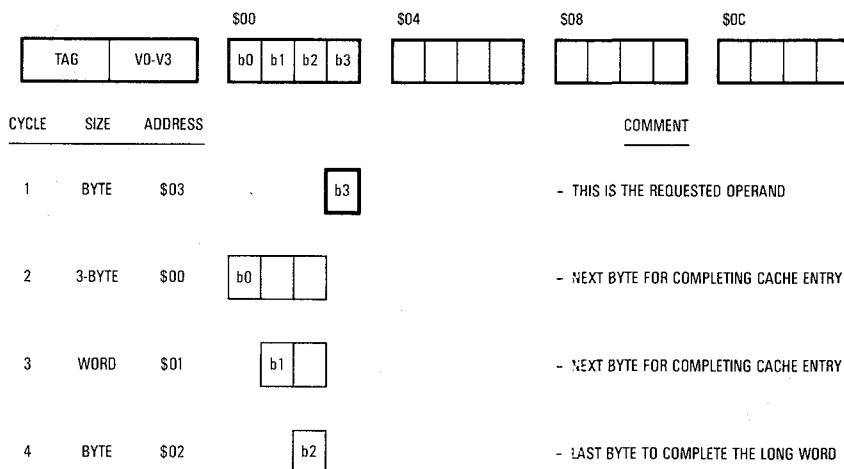 $00 $04 $08 $0C
TAG V0-V3 b0 b1 b2 b3
CYCLE SIZE ADDRESS COMMENT
1 BYTE $03 b3 - THIS IS THE REQUESTED OPERAND
2 3-BYTE $00 b0 - NEXT BYTE FOR COMPLETING CACHE ENTRY
3 WORD $01 b1 - NEXT BYTE FOR COMPLETING CACHE ENTRY
4 BYTE $02 b2 - LAST BYTE TO COMPLETE THE LONG WORD